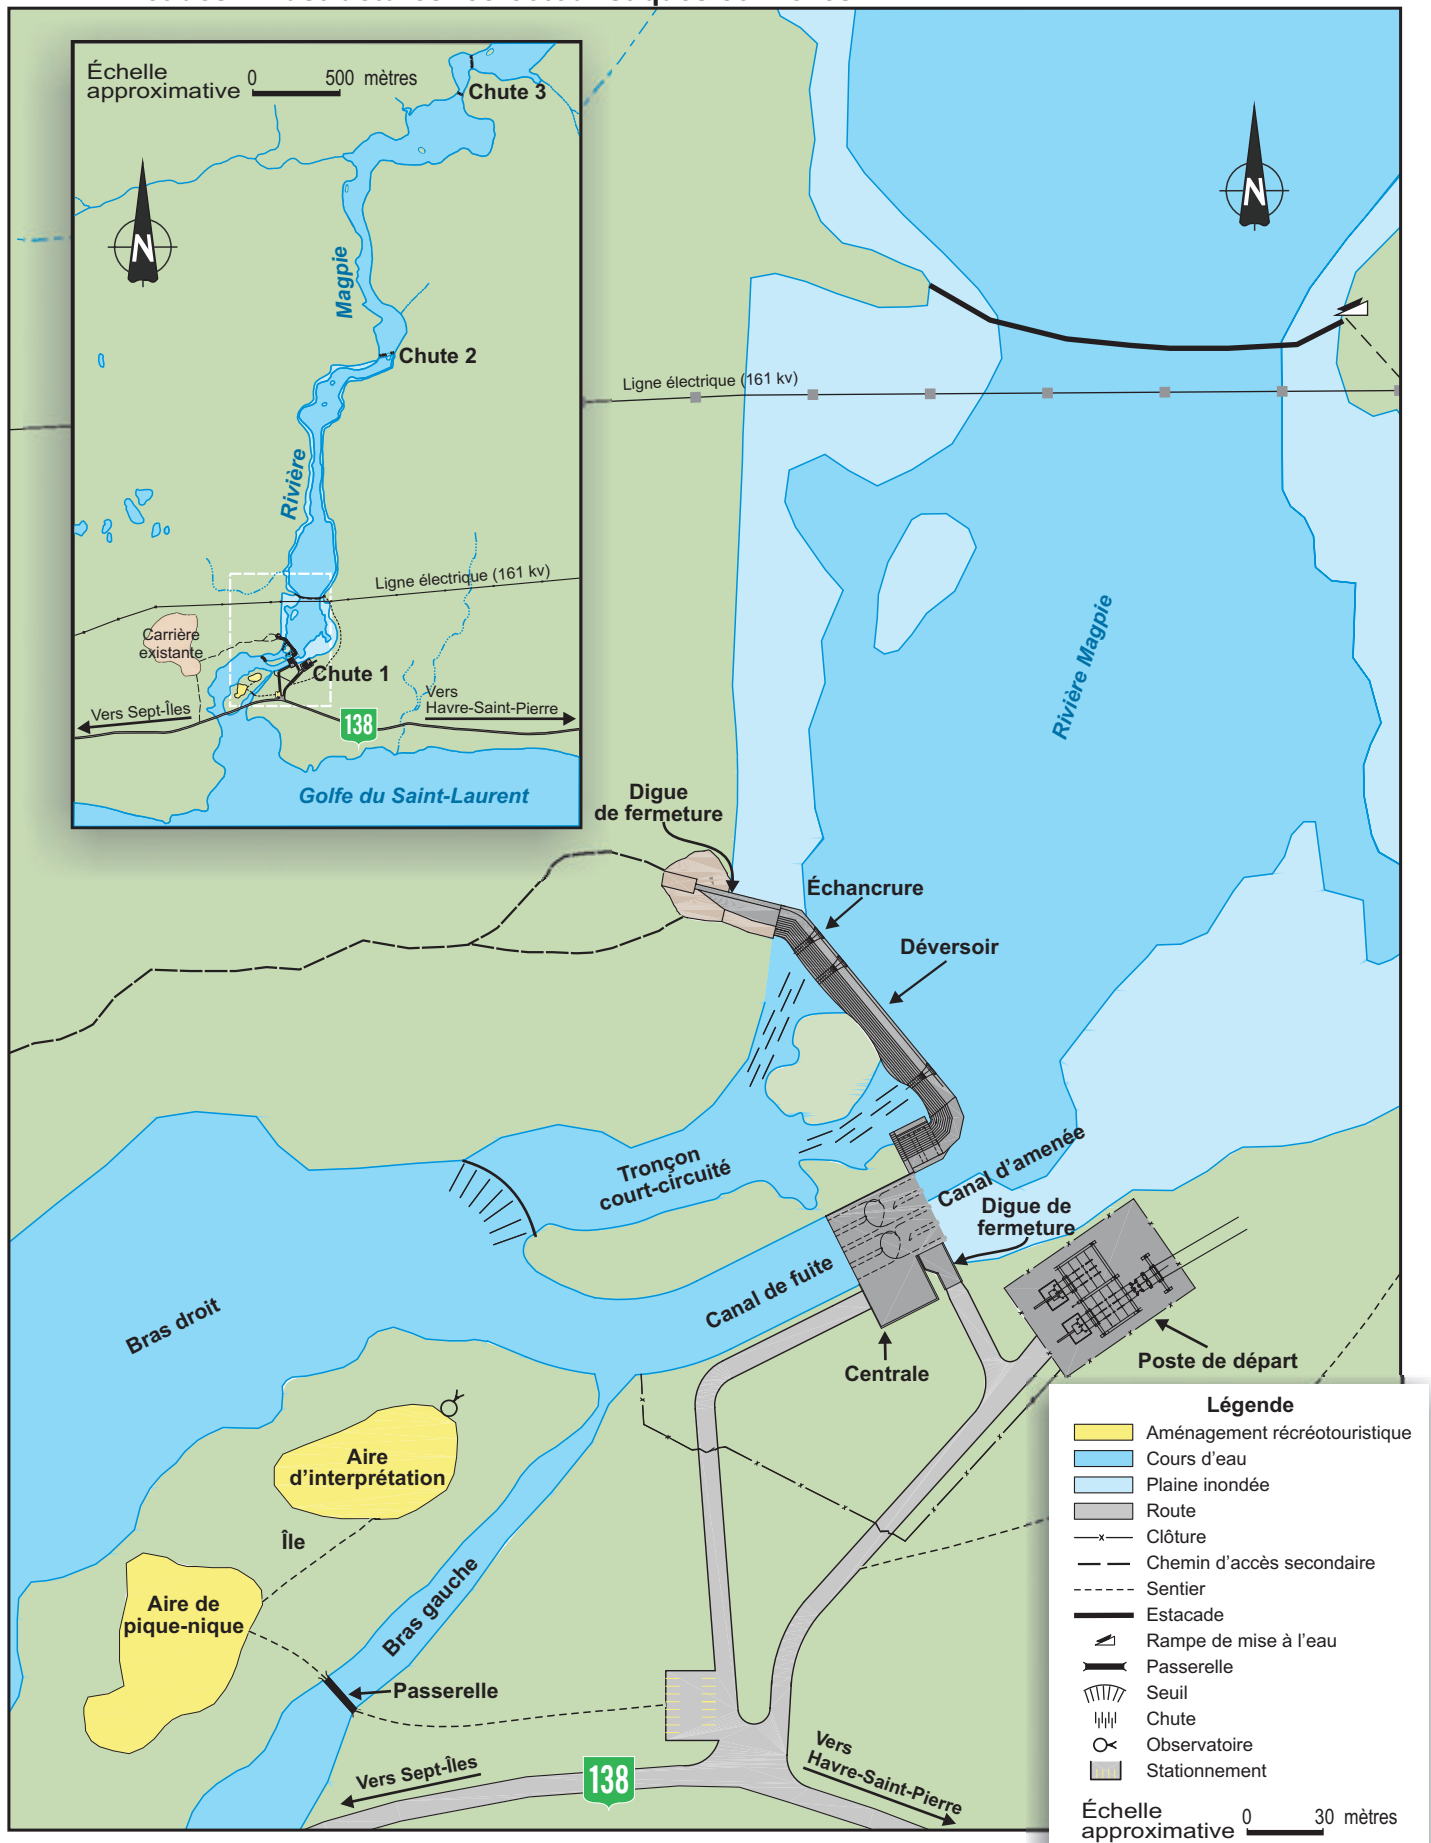 Échelle
approximative
0 500 mètres
Chute 3
N
Magpie
Chute 2
Rivière
Ligne électrique (161 kv)
Carrière
existante
Chute 1
Vers Sept-Îles
Vers
Havre-Saint-Pierre
138
Golfe du Saint-Laurent
N
Ligne électrique (161 kv)
Rivière Magpie
Digue
de fermeture
Échancrure
Déversoir
Tronçon
court-circuité
Canal d'amenée
Digue de
fermeture
Canal de fuite
Bras droit
Centrale
Poste de départ
Aire
d'interprétation
Île
Aire de
pique-nique
Bras gauche
Passerelle
Vers Sept-Îles
138
Vers
Havre-Saint-Pierre
Légende
Aménagement récréotouristique
Cours d'eau
Plaine inondée
Route
Clôture
Chemin d'accès secondaire
Sentier
Estacade
Rampe de mise à l'eau
Passerelle
Seuil
Chute
Observatoire
Stationnement
Échelle
approximative
0 30 mètres